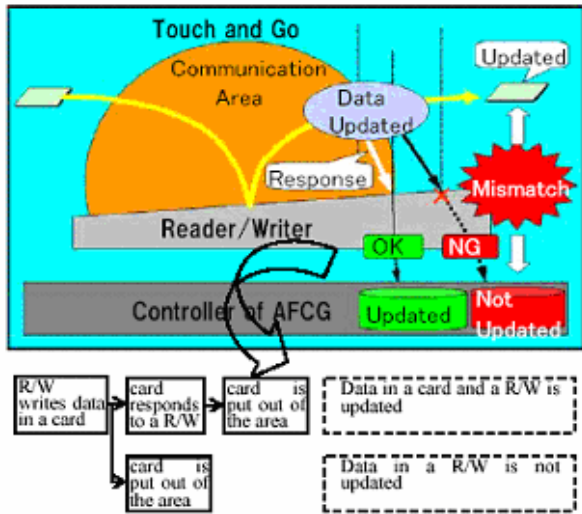 Touch and Go
Communication
Area
Updated
Data
Updated
Response
Mismatch
Reader/Writer
OK
NG
Controller of AFCG
Updated
Not
Updated
R/W
writes data
in a card
card
responds
to a R/W
card is
put out of
the area
Data in a card and a R/W is
updated
card is
put out of
the area
Data in a R/W is not
updated